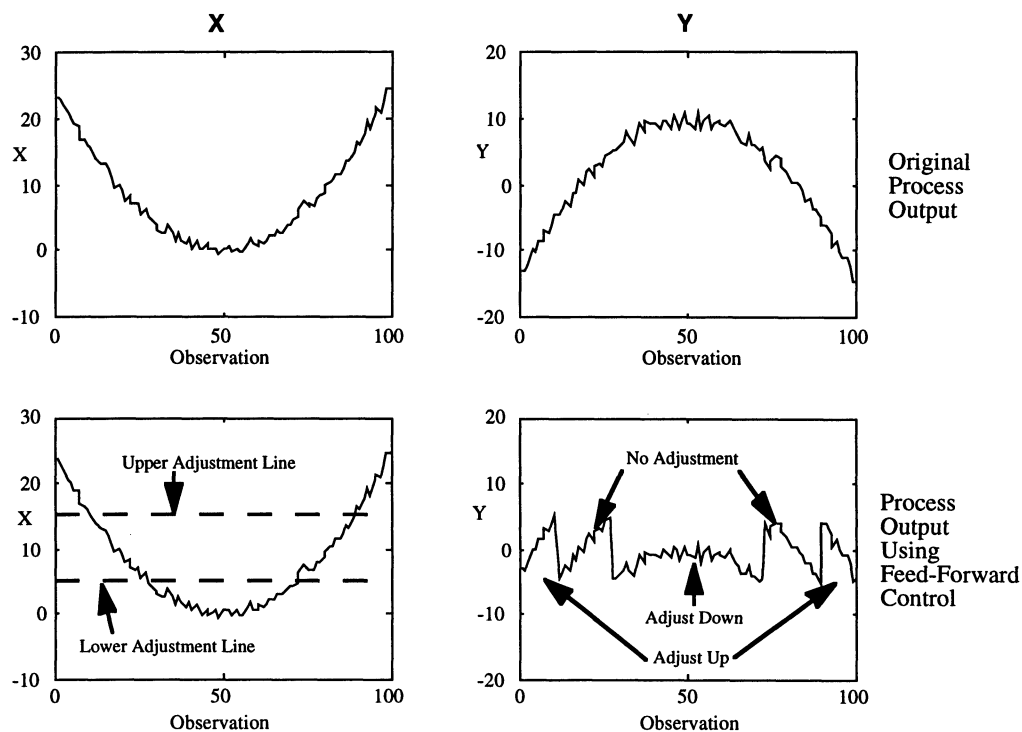 X
Y
30
20
X
10
0
-10
0
50
100
Observation
20
10
Y
0
-10
-20
0
50
100
Observation
Original
Process
Output
30
20
X
10
0
-10
Upper Adjustment Line
Lower Adjustment Line
0
50
100
Observation
20
10
Y
0
-10
-20
No Adjustment
Adjust Down
Adjust Up
0
50
100
Observation
Process
Output
Using
Feed-Forward
Control